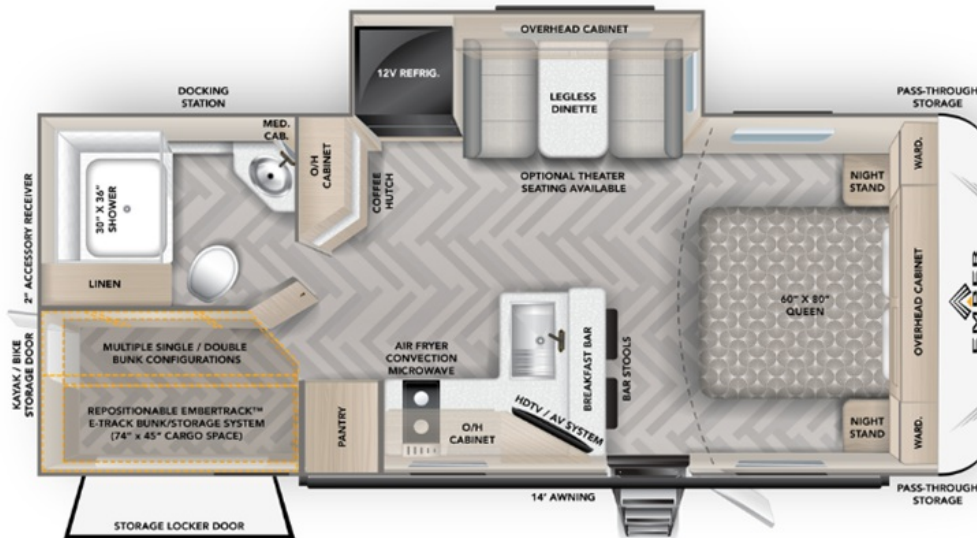 OVERHEAD CABINET
12V REFRIG.
LEGLESS
DINETTE
OPTIONAL THEATER
SEATING AVAILABLE
DOCKING
STATION
MED.
CAB.
O/H
CABINET
COFFEE
HUTCH
30" X 36"
SHOWER
LINEN
2" ACCESSORY RECEIVER
KAYAK / BIKE
STORAGE DOOR
MULTIPLE SINGLE / DOUBLE
BUNK CONFIGURATIONS
REPOSITIONABLE EMBERTRACK™
E-TRACK BUNK/STORAGE SYSTEM
(74" x 45" CARGO SPACE)
STORAGE LOCKER DOOR
PANTRY
AIR FRYER
CONVECTION
MICROWAVE
O/H
CABINET
HDTV / AV SYSTEM
BREAKFAST BAR
BAR STOOLS
14' AWNING
PASS-THROUGH
STORAGE
WARD.
NIGHT
STAND
60" X 80"
QUEEN
OVERHEAD CABINET
EMBER
NIGHT
STAND
WARD.
PASS-THROUGH
STORAGE